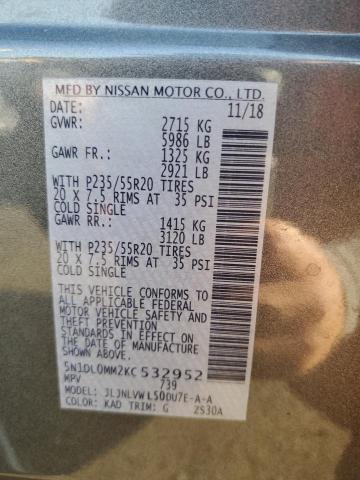 MFD BY NISSAN MOTOR CO., LTD.
DATE: 11/18
GVWR: 2715 KG
5986 LB
GAWR FR.: 1325 KG
2921 LB
WITH P235/55R20 TIRES
20 X 7.5 RIMS AT 35 PSI
COLD SINGLE
GAWR RR.: 1415 KG
3120 LB
WITH P235/55R20 TIRES
20 X 7.5 RIMS AT 35 PSI
COLD SINGLE
THIS VEHICLE CONFORMS TO
ALL APPLICABLE FEDERAL
MOTOR VEHICLE SAFETY AND
THEFT PREVENTION
STANDARDS IN EFFECT ON
THE DATE OF MANUFACTURE
SHOWN ABOVE.
5N1DL0MM2KC 532952
MPV 739
JLJNLVWL50DU7E-A-A
COLOR: KAD TRIM: G ZS30A